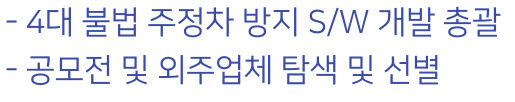 - 4대 불법 주정차 방지 S/W 개발 총괄
- 공모전 및 외주업체 탐색 및 선별